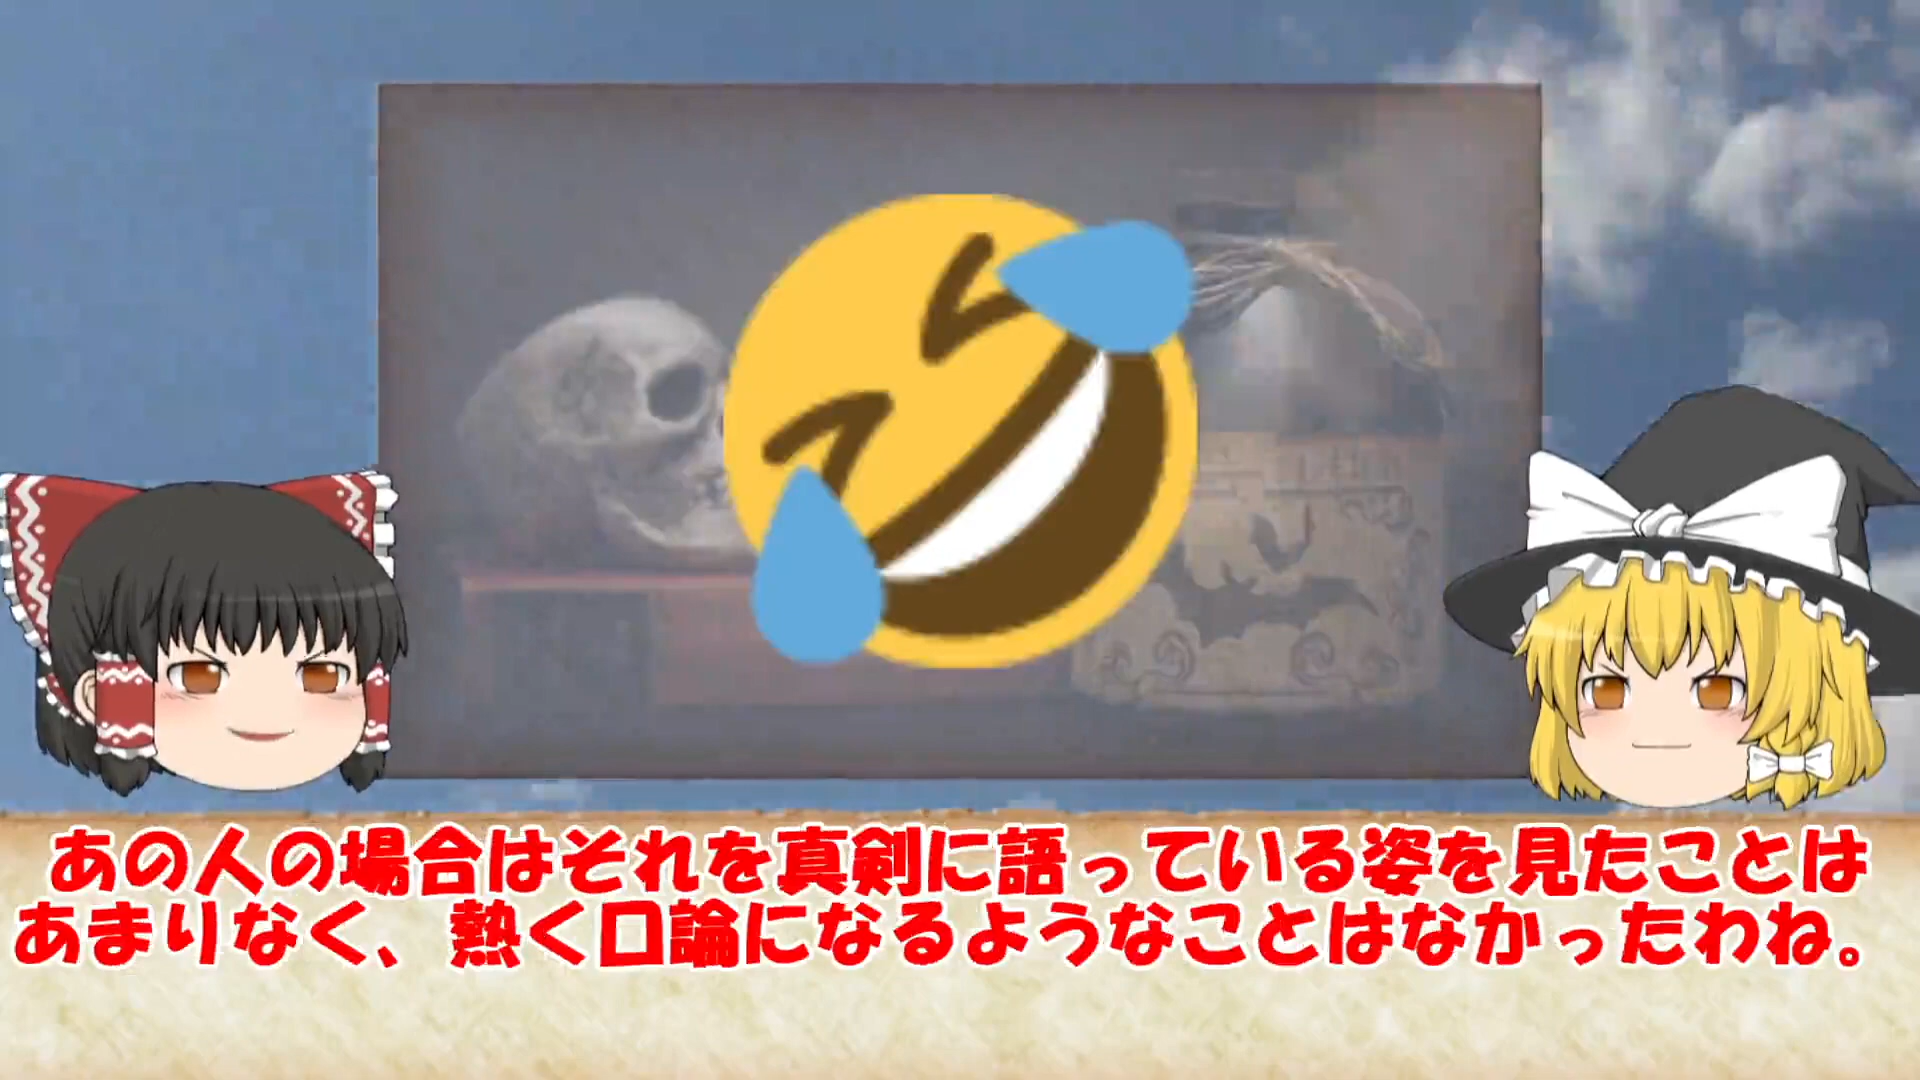 あの人の場合はそれを真剣に語っている姿を見たことは
あまりなく、熱く口論になるようなことはなかったわね。